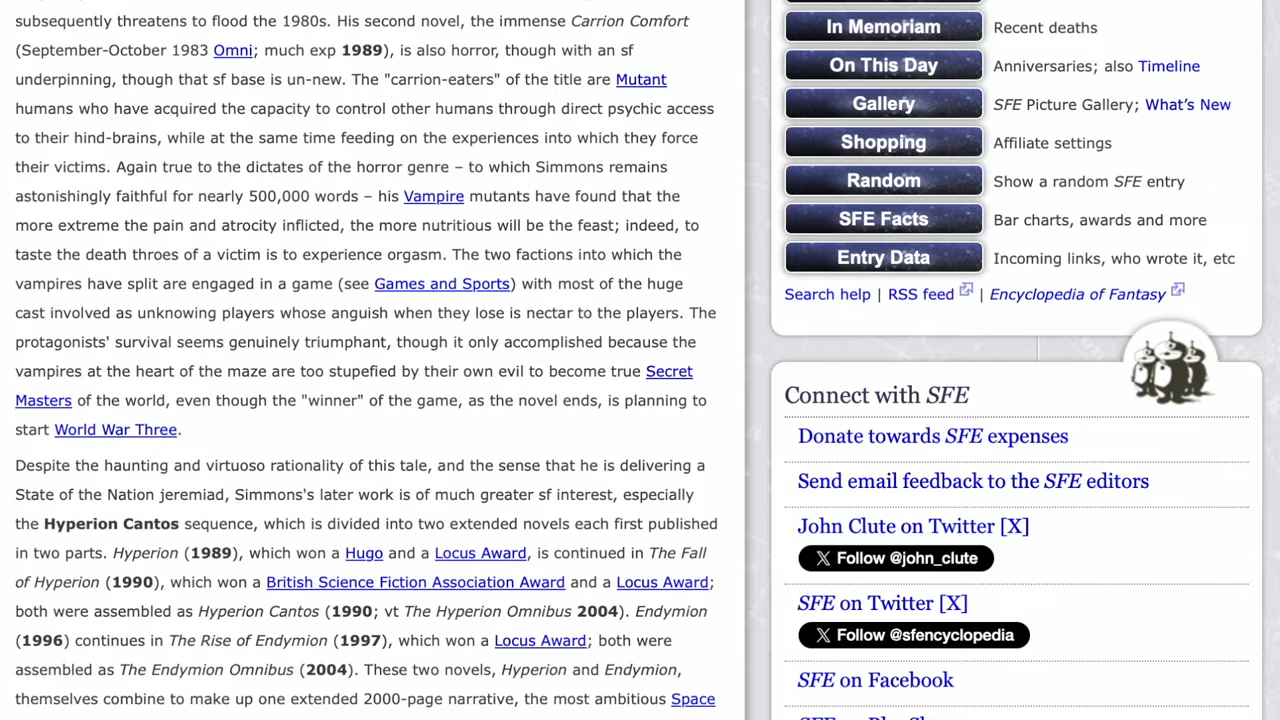 subsequently threatens to flood the 1980s. His second novel, the immense Carrion Comfort
(September-October 1983 Omni; much exp 1989), is also horror, though with an sf
underpinning, though that sf base is un-new. The "carrion-eaters" of the title are Mutant
humans who have acquired the capacity to control other humans through direct psychic access
to their hind-brains, while at the same time feeding on the experiences into which they force
their victims. Again true to the dictates of the horror genre – to which Simmons remains
astonishingly faithful for nearly 500,000 words – his Vampire mutants have found that the
more extreme the pain and atrocity inflicted, the more nutritious will be the feast; indeed, to
taste the death throes of a victim is to experience orgasm. The two factions into which the
vampires have split are engaged in a game (see Games and Sports) with most of the huge
cast involved as unknowing players whose anguish when they lose is nectar to the players. The
protagonists' survival seems genuinely triumphant, though it only accomplished because the
vampires at the heart of the maze are too stupefied by their own evil to become true Secret
Masters of the world, even though the "winner" of the game, as the novel ends, is planning to
start World War Three.
Despite the haunting and virtuoso rationality of this tale, and the sense that he is delivering a
State of the Nation jeremiad, Simmons's later work is of much greater sf interest, especially
the Hyperion Cantos sequence, which is divided into two extended novels each first published
in two parts. Hyperion (1989), which won a Hugo and a Locus Award, is continued in The Fall
of Hyperion (1990), which won a British Science Fiction Association Award and a Locus Award;
both were assembled as Hyperion Cantos (1990; vt The Hyperion Omnibus 2004). Endymion
(1996) continues in The Rise of Endymion (1997), which won a Locus Award; both were
assembled as The Endymion Omnibus (2004). These two novels, Hyperion and Endymion,
themselves combine to make up one extended 2000-page narrative, the most ambitious Space
In Memoriam Recent deaths
On This Day Anniversaries; also Timeline
Gallery SFE Picture Gallery; What's New
Shopping Affiliate settings
Random Show a random SFE entry
SFE Facts Bar charts, awards and more
Entry Data Incoming links, who wrote it, etc
Search help | RSS feed | Encyclopedia of Fantasy
Connect with SFE
Donate towards SFE expenses
Send email feedback to the SFE editors
John Clute on Twitter [X]
X Follow @john_clute
SFE on Twitter [X]
X Follow @sfencyclopedia
SFE on Facebook